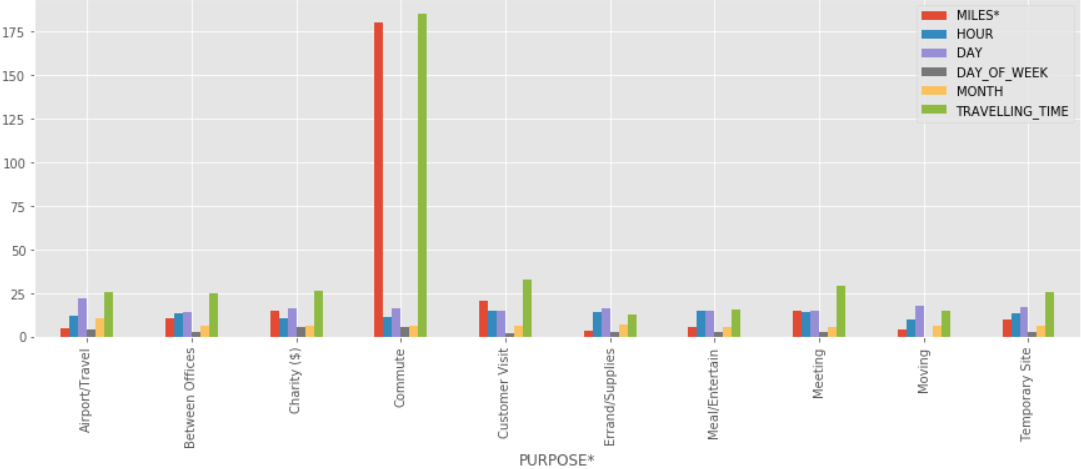 175
150
125
100
75
50
25
0
MILES*
HOUR
DAY
DAY_OF_WEEK
MONTH
TRAVELLING_TIME
Airport/Travel
Between Offices
Charity ($)
Commute
Customer Visit
Errand/Supplies
Meal/Entertain
Meeting
Moving
Temporary Site
PURPOSE*